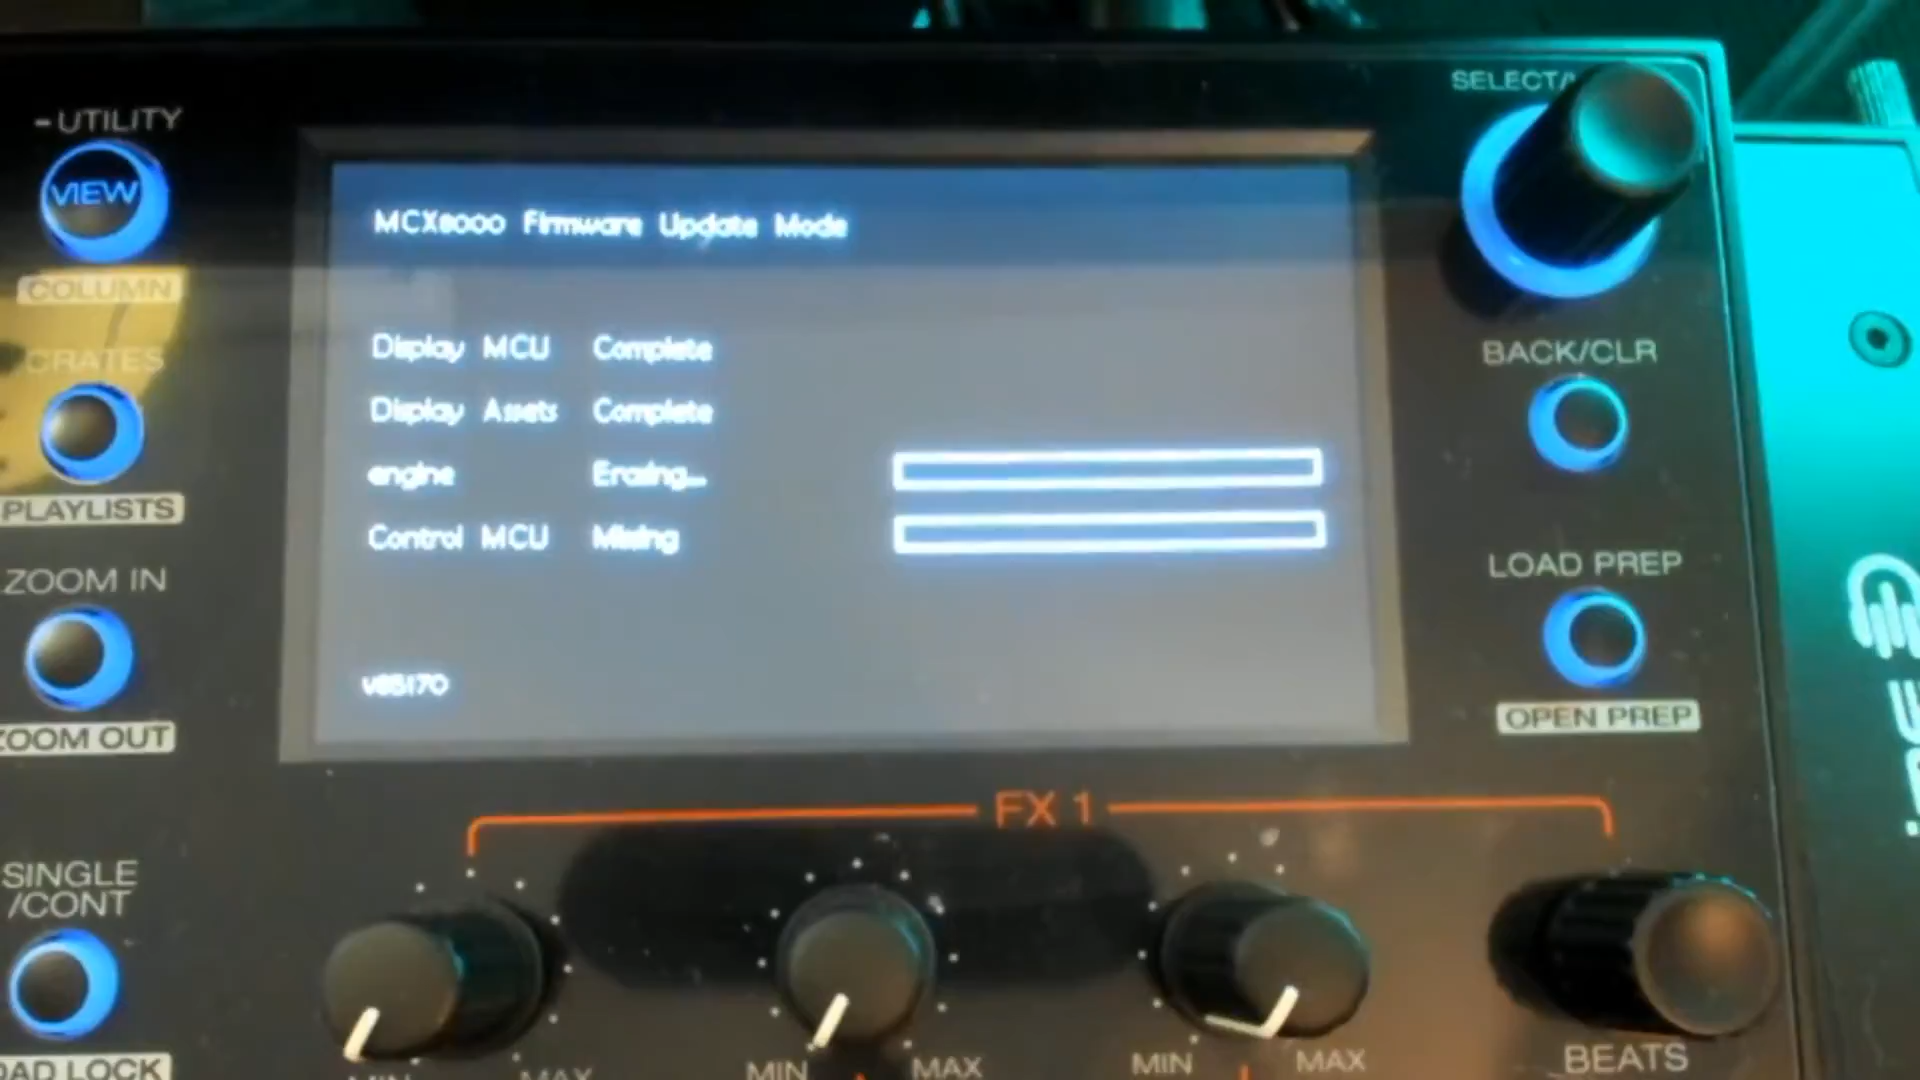 SELECT/
-UTILITY
VIEW
COLUMN
MCX8000 Firmware Update Mode
CRATES
Display MCU Complete
BACK/CLR
Display Assets Complete
engine Erasing...
PLAYLISTS
Control MCU Missing
ZOOM IN
LOAD PREP
v85170
OPEN PREP
ZOOM OUT
FX 1
SINGLE
/CONT
MIN MAX MIN MAX MIN MAX BEATS
OAD LOCK